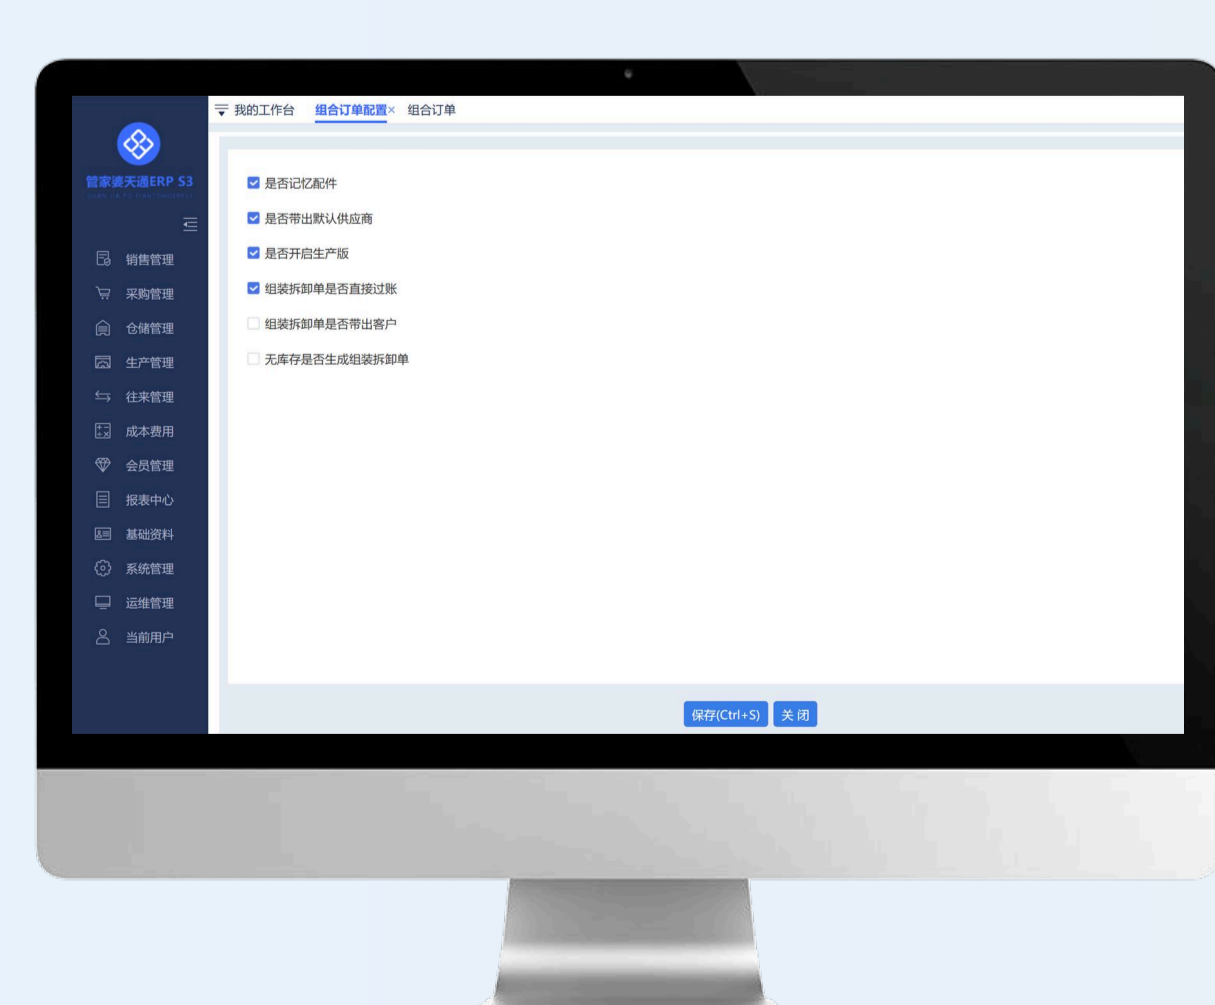 我的工作台 组合订单配置× 组合订单
管家婆天通ERP S3
是否记忆配件
是否带出默认供应商
是否开启生产版
组装拆卸单是否直接过账
组装拆卸单是否带出客户
无库存是否生成组装拆卸单
销售管理
采购管理
仓储管理
生产管理
往来管理
成本费用
会员管理
报表中心
基础资料
系统管理
运维管理
当前用户
保存(Ctrl+S) 关闭